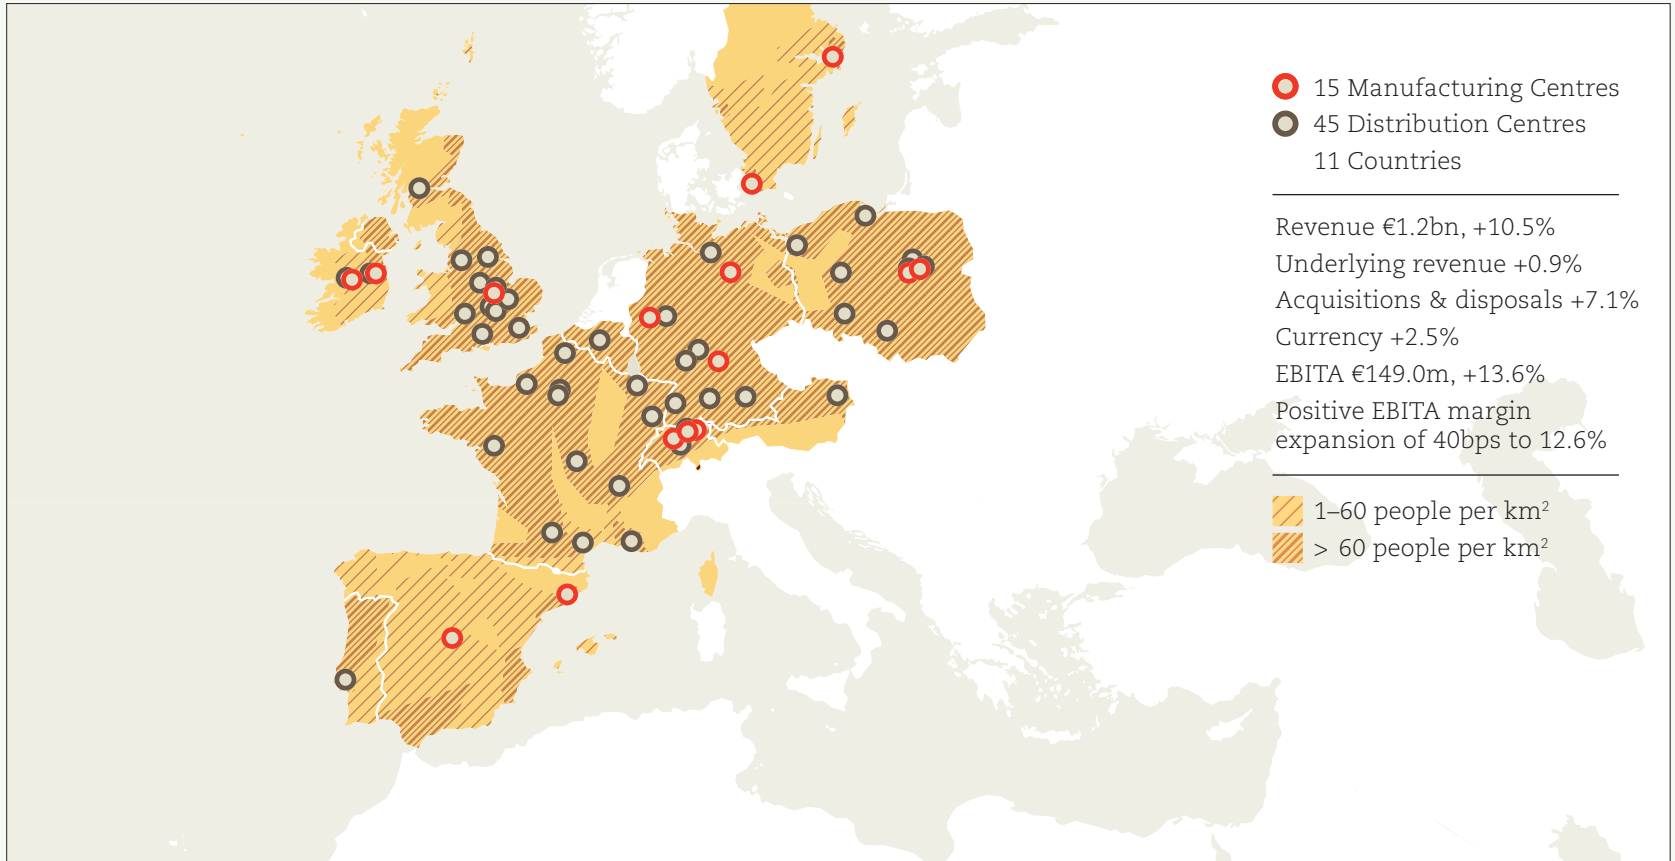 15 Manufacturing Centres
45 Distribution Centres
11 Countries
Revenue €1.2bn, +10.5%
Underlying revenue +0.9%
Acquisitions & disposals +7.1%
Currency +2.5%
EBITA €149.0m, +13.6%
Positive EBITA margin
expansion of 40bps to 12.6%
1–60 people per km²
> 60 people per km²